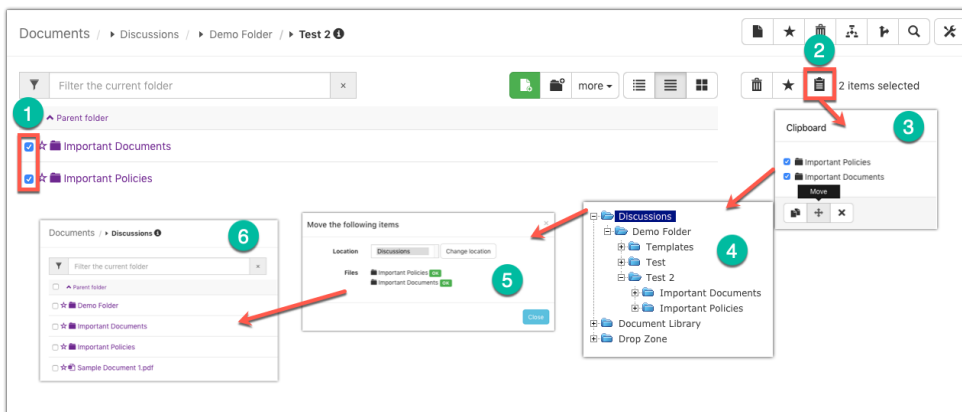 Documents / ▸ Discussions / ▸ Demo Folder / ▸ Test 2
2
Filter the current folder ×
more
2 items selected
1
Parent folder
Important Documents
Important Policies
Clipboard
3
Important Policies
Important Documents
Move
Documents / ▸ Discussions
6
Filter the current folder ×
Parent folder
Demo Folder
Important Documents
Important Policies
Sample Document 1.pdf
Move the following items ×
Location Discussions Change location
Files Important Policies OK
Important Documents OK
5
Close
Discussions
Demo Folder
Templates
Test
Test 2
Important Documents
Important Policies
Document Library
Drop Zone
4